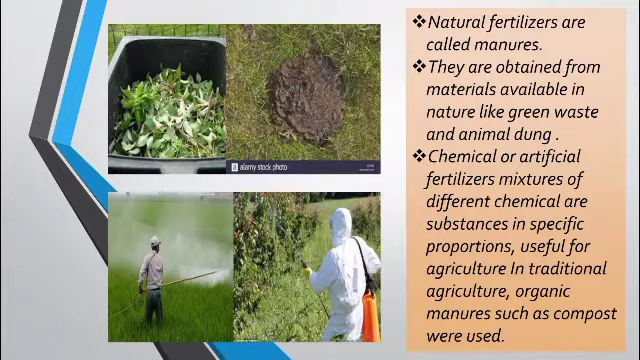 ❖Natural fertilizers are
called manures.
❖They are obtained from
materials available in
nature like green waste
and animal dung .
❖Chemical or artificial
fertilizers mixtures of
different chemical are
substances in specific
proportions, useful for
agriculture In traditional
agriculture, organic
manures such as compost
were used.
a alamy stock photo